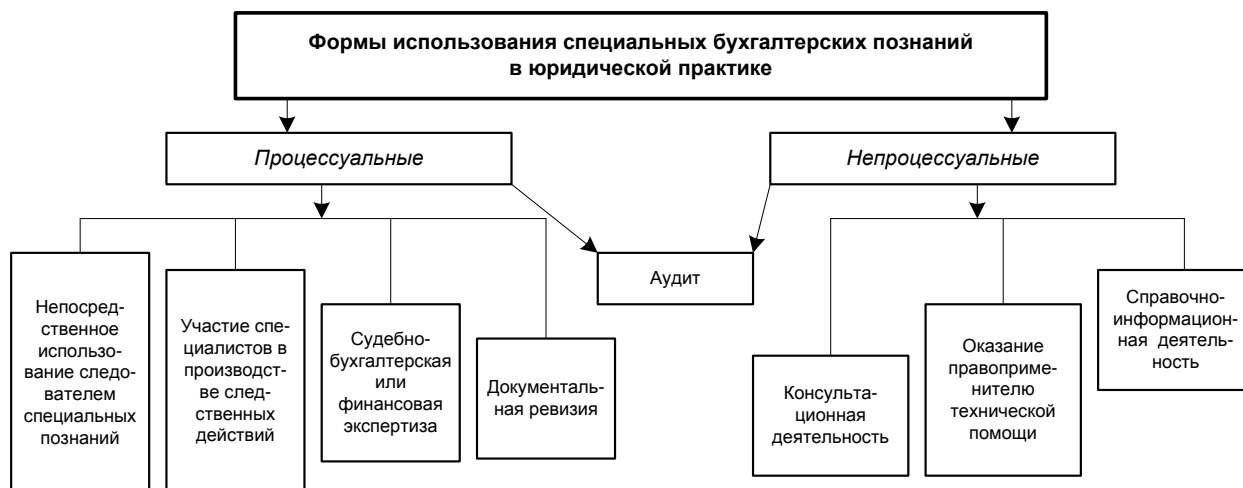 Формы использования специальных бухгалтерских познаний
в юридической практике
Процессуальные
Непроцессуальные
Аудит
Непосред-
ственное
использо-
вание следо-
вателем
специальных
познаний
Участие спе-
циалистов в
производст-
ве след-
ственных
действий
Судебно-
бухгалтерская
или
финансовая
экспертиза
Документаль-
ная ревизия
Консульта-
ционная
деятельность
Оказание
правоприме-
нителю
технической
помощи
Справочно-
информацион-
ная деятель-
ность